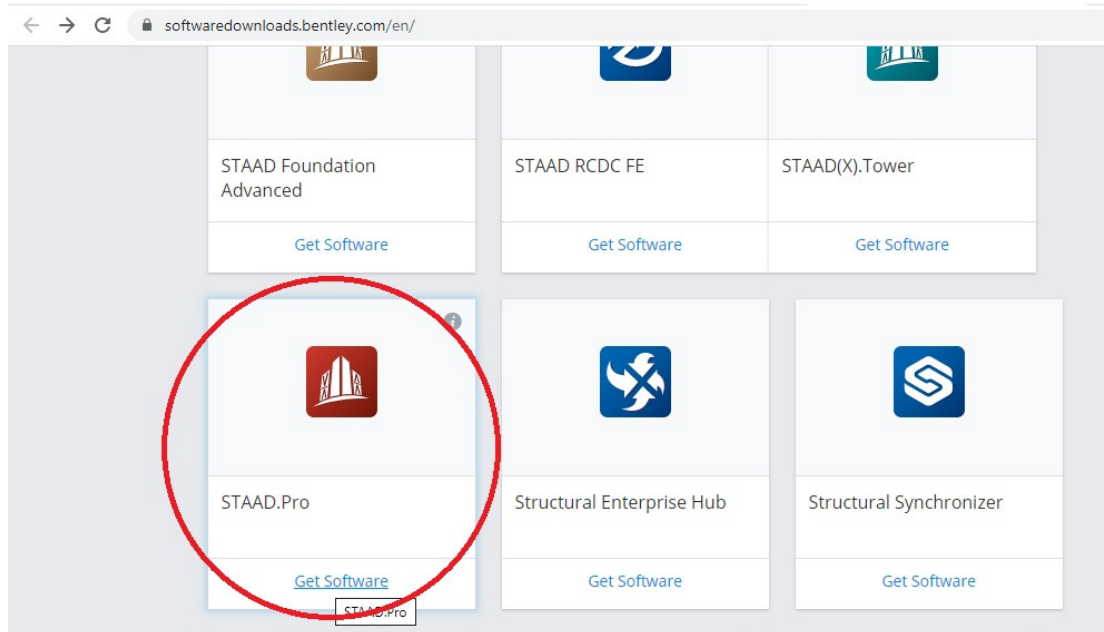 softwaredownloads.bentley.com/en/
STAAD Foundation
Advanced
STAAD RCDC FE
STAAD(X).Tower
Get Software
Get Software
Get Software
STAAD.Pro
Structural Enterprise Hub
Structural Synchronizer
Get Software
Get Software
Get Software
STAAD.Pro